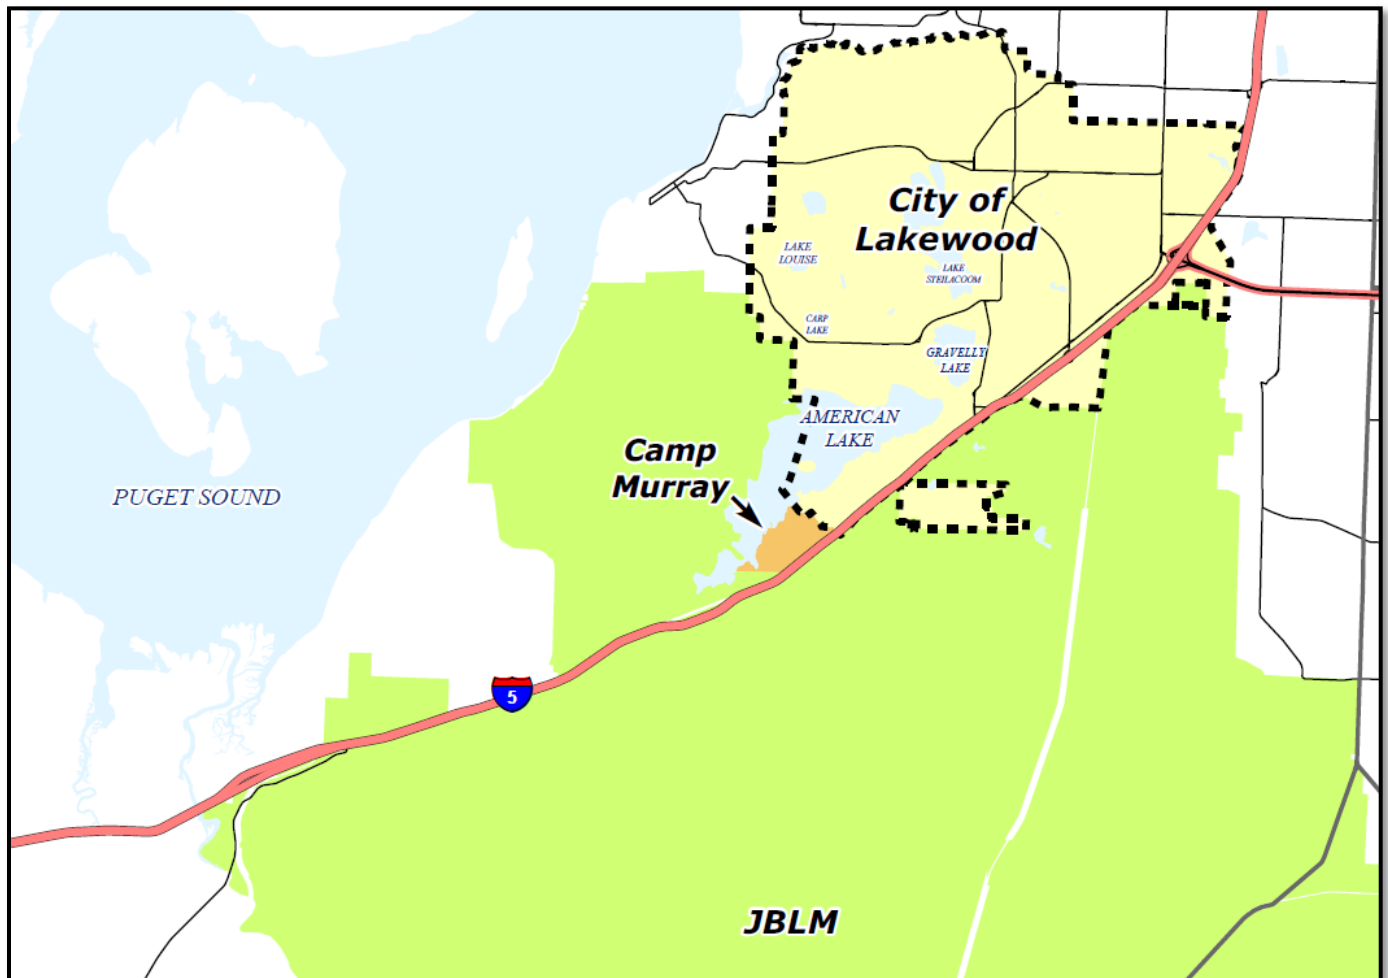 City of
Lakewood
LAKE
LOUISE
LAKE
STEILACOOM
CARP
LAKE
GRAVELLY
LAKE
AMERICAN
LAKE
Camp
Murray
PUGET SOUND
5
JBLM